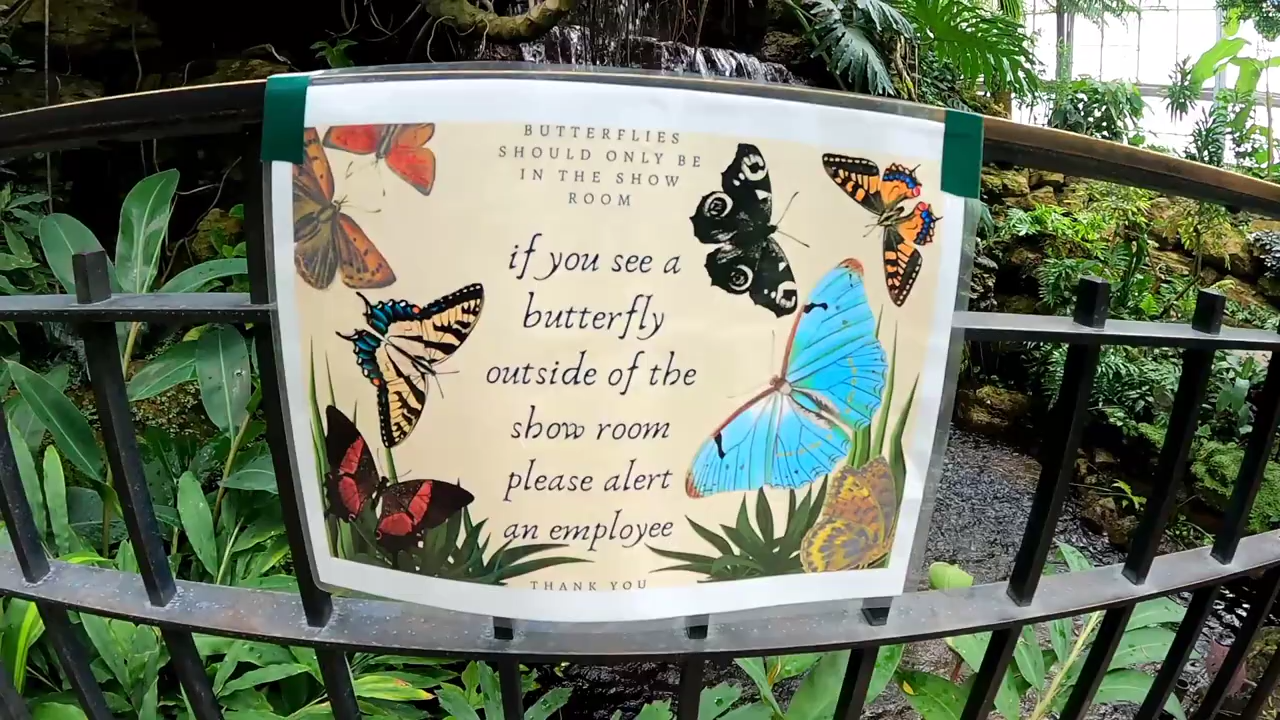 BUTTERFLIES
SHOULD ONLY BE
IN THE SHOW
ROOM
if you see a
butterfly
outside of the
show room
please alert
an employee
THANK YOU